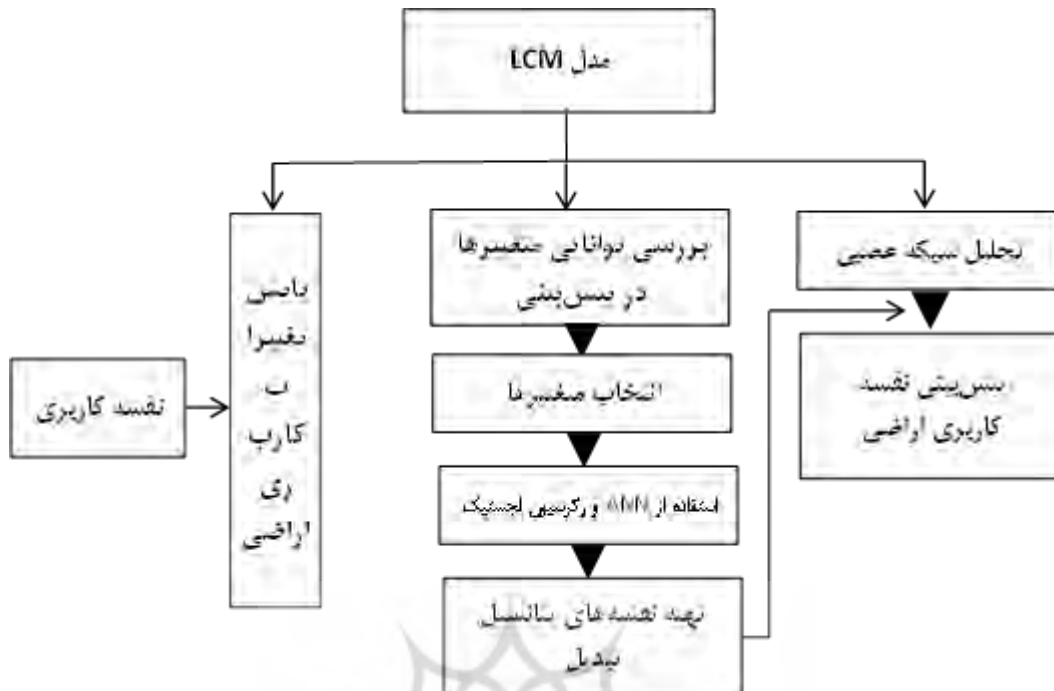 مدل LCM
بررسی توانایی متغیرها
در پیش‌بینی
تحلیل شبکه عصبی
پایش
تغییرا
ت
کارب
ری
اراضی
نقشه کاربری
انتخاب متغیرها
پیش‌بینی نقشه
کاربری اراضی
استفاده از ANN و رگرسیون لجستیک
تهیه نقشه‌های پتانسیل
تبدیل